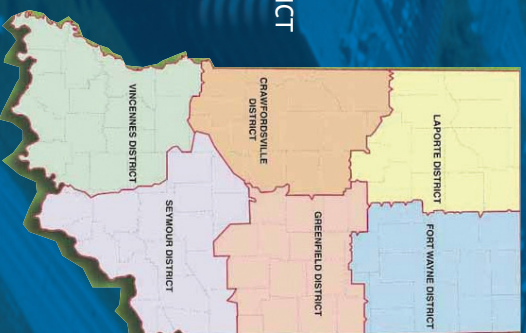 ICT
LAPORTE DISTRICT
FORT WAYNE DISTRICT
CRAWFORDSVILLE
DISTRICT
GREENFIELD DISTRICT
VINCENNES DISTRICT
SEYMOUR DISTRICT